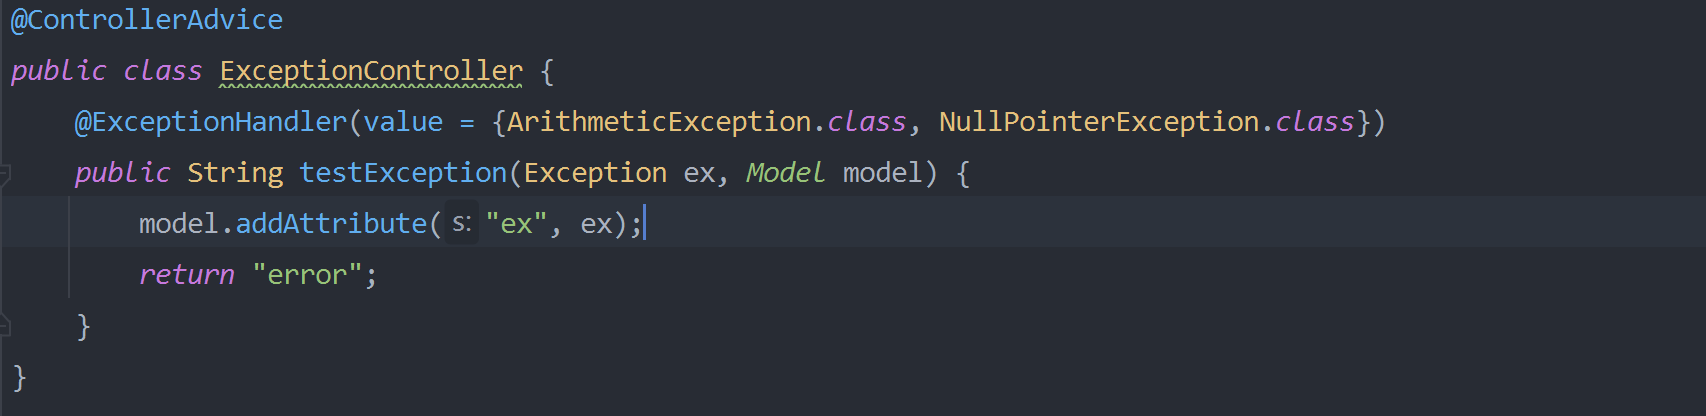 @ControllerAdvice
public class ExceptionController {
@ExceptionHandler(value = {ArithmeticException.class, NullPointerException.class})
public String testException(Exception ex, Model model) {
model.addAttribute( s: "ex", ex);
return "error";
}
}